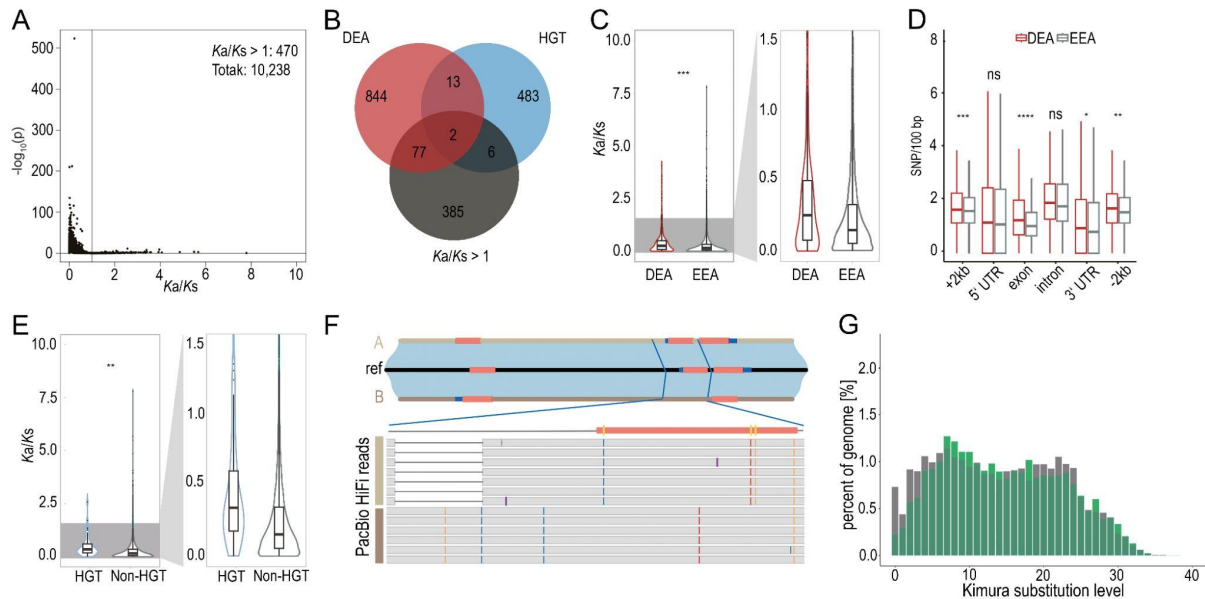 A
500
400
300
200
100
0
-log₁₀(p)
Ka/Ks > 1: 470
Totak: 10,238
0 2 4 6 8 10
Ka/Ks
B
DEA
HGT
844
13
483
2
77
6
385
Ka/Ks > 1
C
10.0
7.5
5.0
2.5
0.0
Ka/Ks
***
DEA EEA
1.5
1.0
0.5
0.0
DEA EEA
D
DEA EEA
8
6
4
2
0
SNP/100 bp
*** ns **** ns * **
+2kb 5' UTR exon intron 3' UTR -2kb
E
10.0
7.5
5.0
2.5
0.0
Ka/Ks
**
HGT Non-HGT
1.5
1.0
0.5
0.0
HGT Non-HGT
F
A
ref
B
PacBio HiFi reads
G
2.0
1.5
1.0
0.5
0.0
percent of genome [%]
0 10 20 30 40
Kimura substitution level